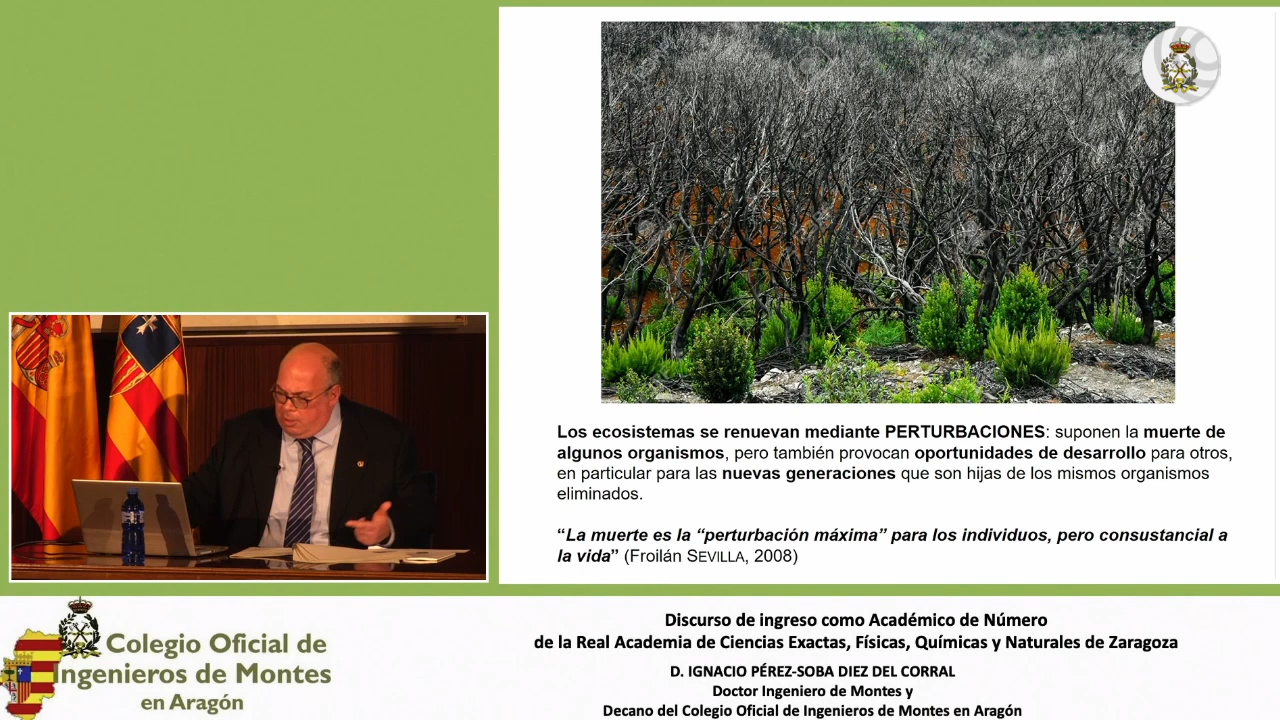 Los ecosistemas se renuevan mediante PERTURBACIONES: suponen la muerte de
algunos organismos, pero también provocan oportunidades de desarrollo para otros,
en particular para las nuevas generaciones que son hijas de los mismos organismos
eliminados.
“La muerte es la “perturbación máxima” para los individuos, pero consustancial a
la vida” (Froilán SEVILLA, 2008)
Colegio Oficial de
Ingenieros de Montes
en Aragón
Discurso de ingreso como Académico de Número
de la Real Academia de Ciencias Exactas, Físicas, Químicas y Naturales de Zaragoza
D. IGNACIO PÉREZ-SOBA DIEZ DEL CORRAL
Doctor Ingeniero de Montes y
Decano del Colegio Oficial de Ingenieros de Montes en Aragón